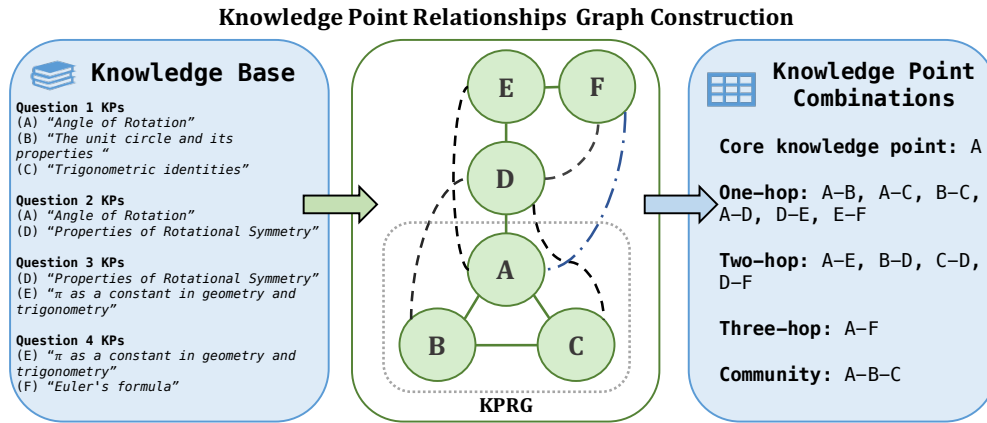 Knowledge Point Relationships Graph Construction
Knowledge Base
Question 1 KPs
(A) “Angle of Rotation”
(B) “The unit circle and its
properties “
(C) “Trigonometric identities”
Question 2 KPs
(A) “Angle of Rotation”
(D) “Properties of Rotational Symmetry”
Question 3 KPs
(D) “Properties of Rotational Symmetry”
(E) “π as a constant in geometry and
trigonometry”
Question 4 KPs
(E) “π as a constant in geometry and
trigonometry”
(F) “Euler's formula”
E
F
D
A
B
C
KPRG
Knowledge Point
Combinations
Core knowledge point: A
One-hop: A-B, A-C, B-C,
A-D, D-E, E-F
Two-hop: A-E, B-D, C-D,
D-F
Three-hop: A-F
Community: A-B-C